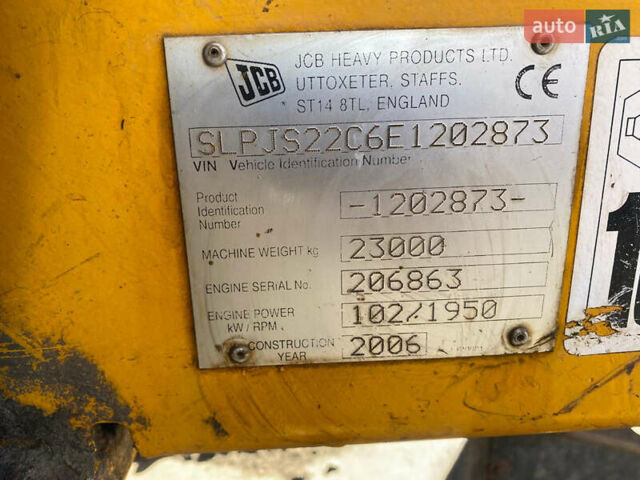 auto RIA
JCB
JCB HEAVY PRODUCTS LTD.
UTTOXETER, STAFFS.
ST14 8TL, ENGLAND
CE
SLPJS22C6E1202873
VIN Vehicle Identification Number
Product
Identification
Number
-1202873-
MACHINE WEIGHT kg
23000
ENGINE SERIAL No.
206863
ENGINE POWER
kW / RPM
102/1950
CONSTRUCTION
YEAR
2006